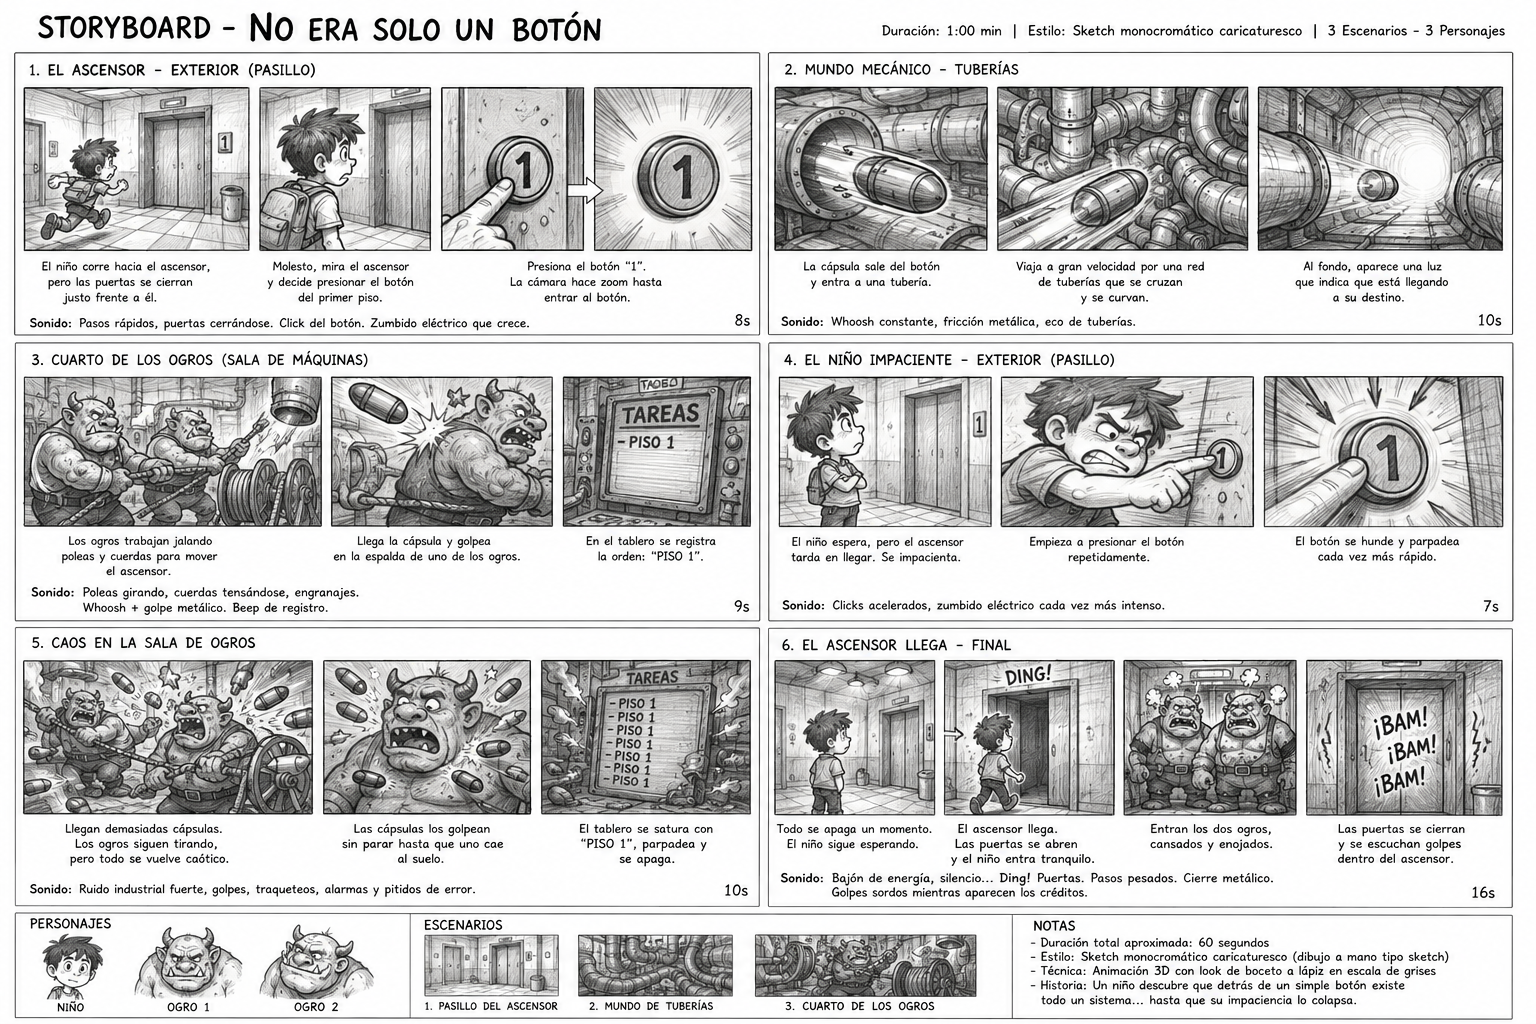 STORYBOARD - NO ERA SOLO UN BOTÓN
Duración: 1:00 min | Estilo: Sketch monocromático caricaturesco | 3 Escenarios - 3 Personajes
1. EL ASCENSOR - EXTERIOR (PASILLO)
1
1
1
El niño corre hacia el ascensor,
pero las puertas se cierran
justo frente a él.
Molesto, mira el ascensor
y decide presionar el botón
del primer piso.
Presiona el botón "1".
La cámara hace zoom hasta
entrar al botón.
Sonido: Pasos rápidos, puertas cerrándose. Click del botón. Zumbido eléctrico que crece.
8s
2. MUNDO MECÁNICO - TUBERÍAS
La cápsula sale del botón
y entra a una tubería.
Viaja a gran velocidad por una red
de tuberías que se cruzan
y se curvan.
Al fondo, aparece una luz
que indica que está llegando
a su destino.
Sonido: Whoosh constante, fricción metálica, eco de tuberías.
10s
3. CUARTO DE LOS OGROS (SALA DE MÁQUINAS)
TAREAS
- PISO 1
Los ogros trabajan jalando
poleas y cuerdas para mover
el ascensor.
Llega la cápsula y golpea
en la espalda de uno de los ogros.
En el tablero se registra
la orden: "PISO 1".
Sonido: Poleas girando, cuerdas tensándose, engranajes.
Whoosh + golpe metálico. Beep de registro.
9s
4. EL NIÑO IMPACIENTE - EXTERIOR (PASILLO)
1
1
1
El niño espera, pero el ascensor
tarda en llegar. Se impacienta.
Empieza a presionar el botón
repetidamente.
El botón se hunde y parpadea
cada vez más rápido.
Sonido: Clicks acelerados, zumbido eléctrico cada vez más intenso.
7s
5. CAOS EN LA SALA DE OGROS
TAREAS
- PISO 1
- PISO 1
- PISO 1
- PISO 1
- PISO 1
- PISO 1
- PISO 1
Llegan demasiadas cápsulas.
Los ogros siguen tirando,
pero todo se vuelve caótico.
Las cápsulas los golpean
sin parar hasta que uno cae
al suelo.
El tablero se satura con
"PISO 1", parpadea y
se apaga.
Sonido: Ruido industrial fuerte, golpes, traqueteos, alarmas y pitidos de error.
10s
6. EL ASCENSOR LLEGA - FINAL
DING!
¡BAM!
¡BAM!
¡BAM!
Todo se apaga un momento.
El niño sigue esperando.
El ascensor llega.
Las puertas se abren
y el niño entra tranquilo.
Entran los dos ogros,
cansados y enojados.
Las puertas se cierran
y se escuchan golpes
dentro del ascensor.
Sonido: Bajón de energía, silencio... Ding! Puertas. Pasos pesados. Cierre metálico.
Golpes sordos mientras aparecen los créditos.
16s
PERSONAJES
NIÑO
OGRO 1
OGRO 2
ESCENARIOS
1. PASILLO DEL ASCENSOR
2. MUNDO DE TUBERÍAS
3. CUARTO DE LOS OGROS
NOTAS
- Duración total aproximada: 60 segundos
- Estilo: Sketch monocromático caricaturesco (dibujo a mano tipo sketch)
- Técnica: Animación 3D con look de boceto a lápiz en escala de grises
- Historia: Un niño descubre que detrás de un simple botón existe
todo un sistema... hasta que su impaciencia lo colapsa.